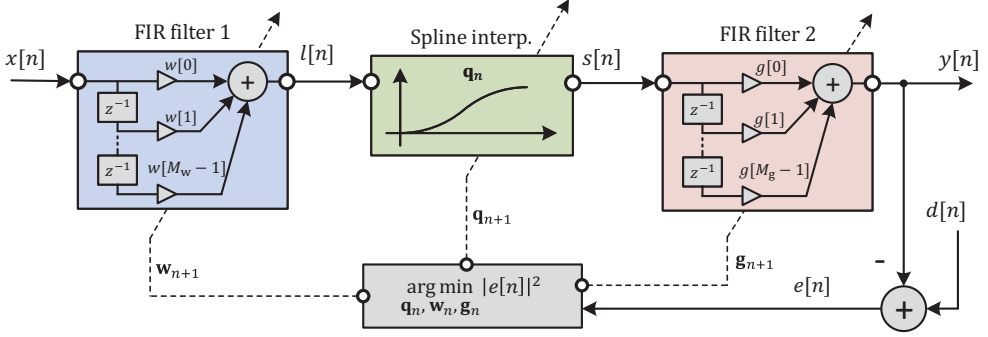 FIR filter 1
Spline interp.
FIR filter 2
x[n]
l[n]
s[n]
y[n]
w[0]
z⁻¹
w[1]
z⁻¹
w[M_w − 1]
q_n
g[0]
z⁻¹
g[1]
z⁻¹
g[M_g − 1]
+
+
d[n]
w_{n+1}
q_{n+1}
g_{n+1}
-
arg min |e[n]|²
q_n, w_n, g_n
e[n]
+